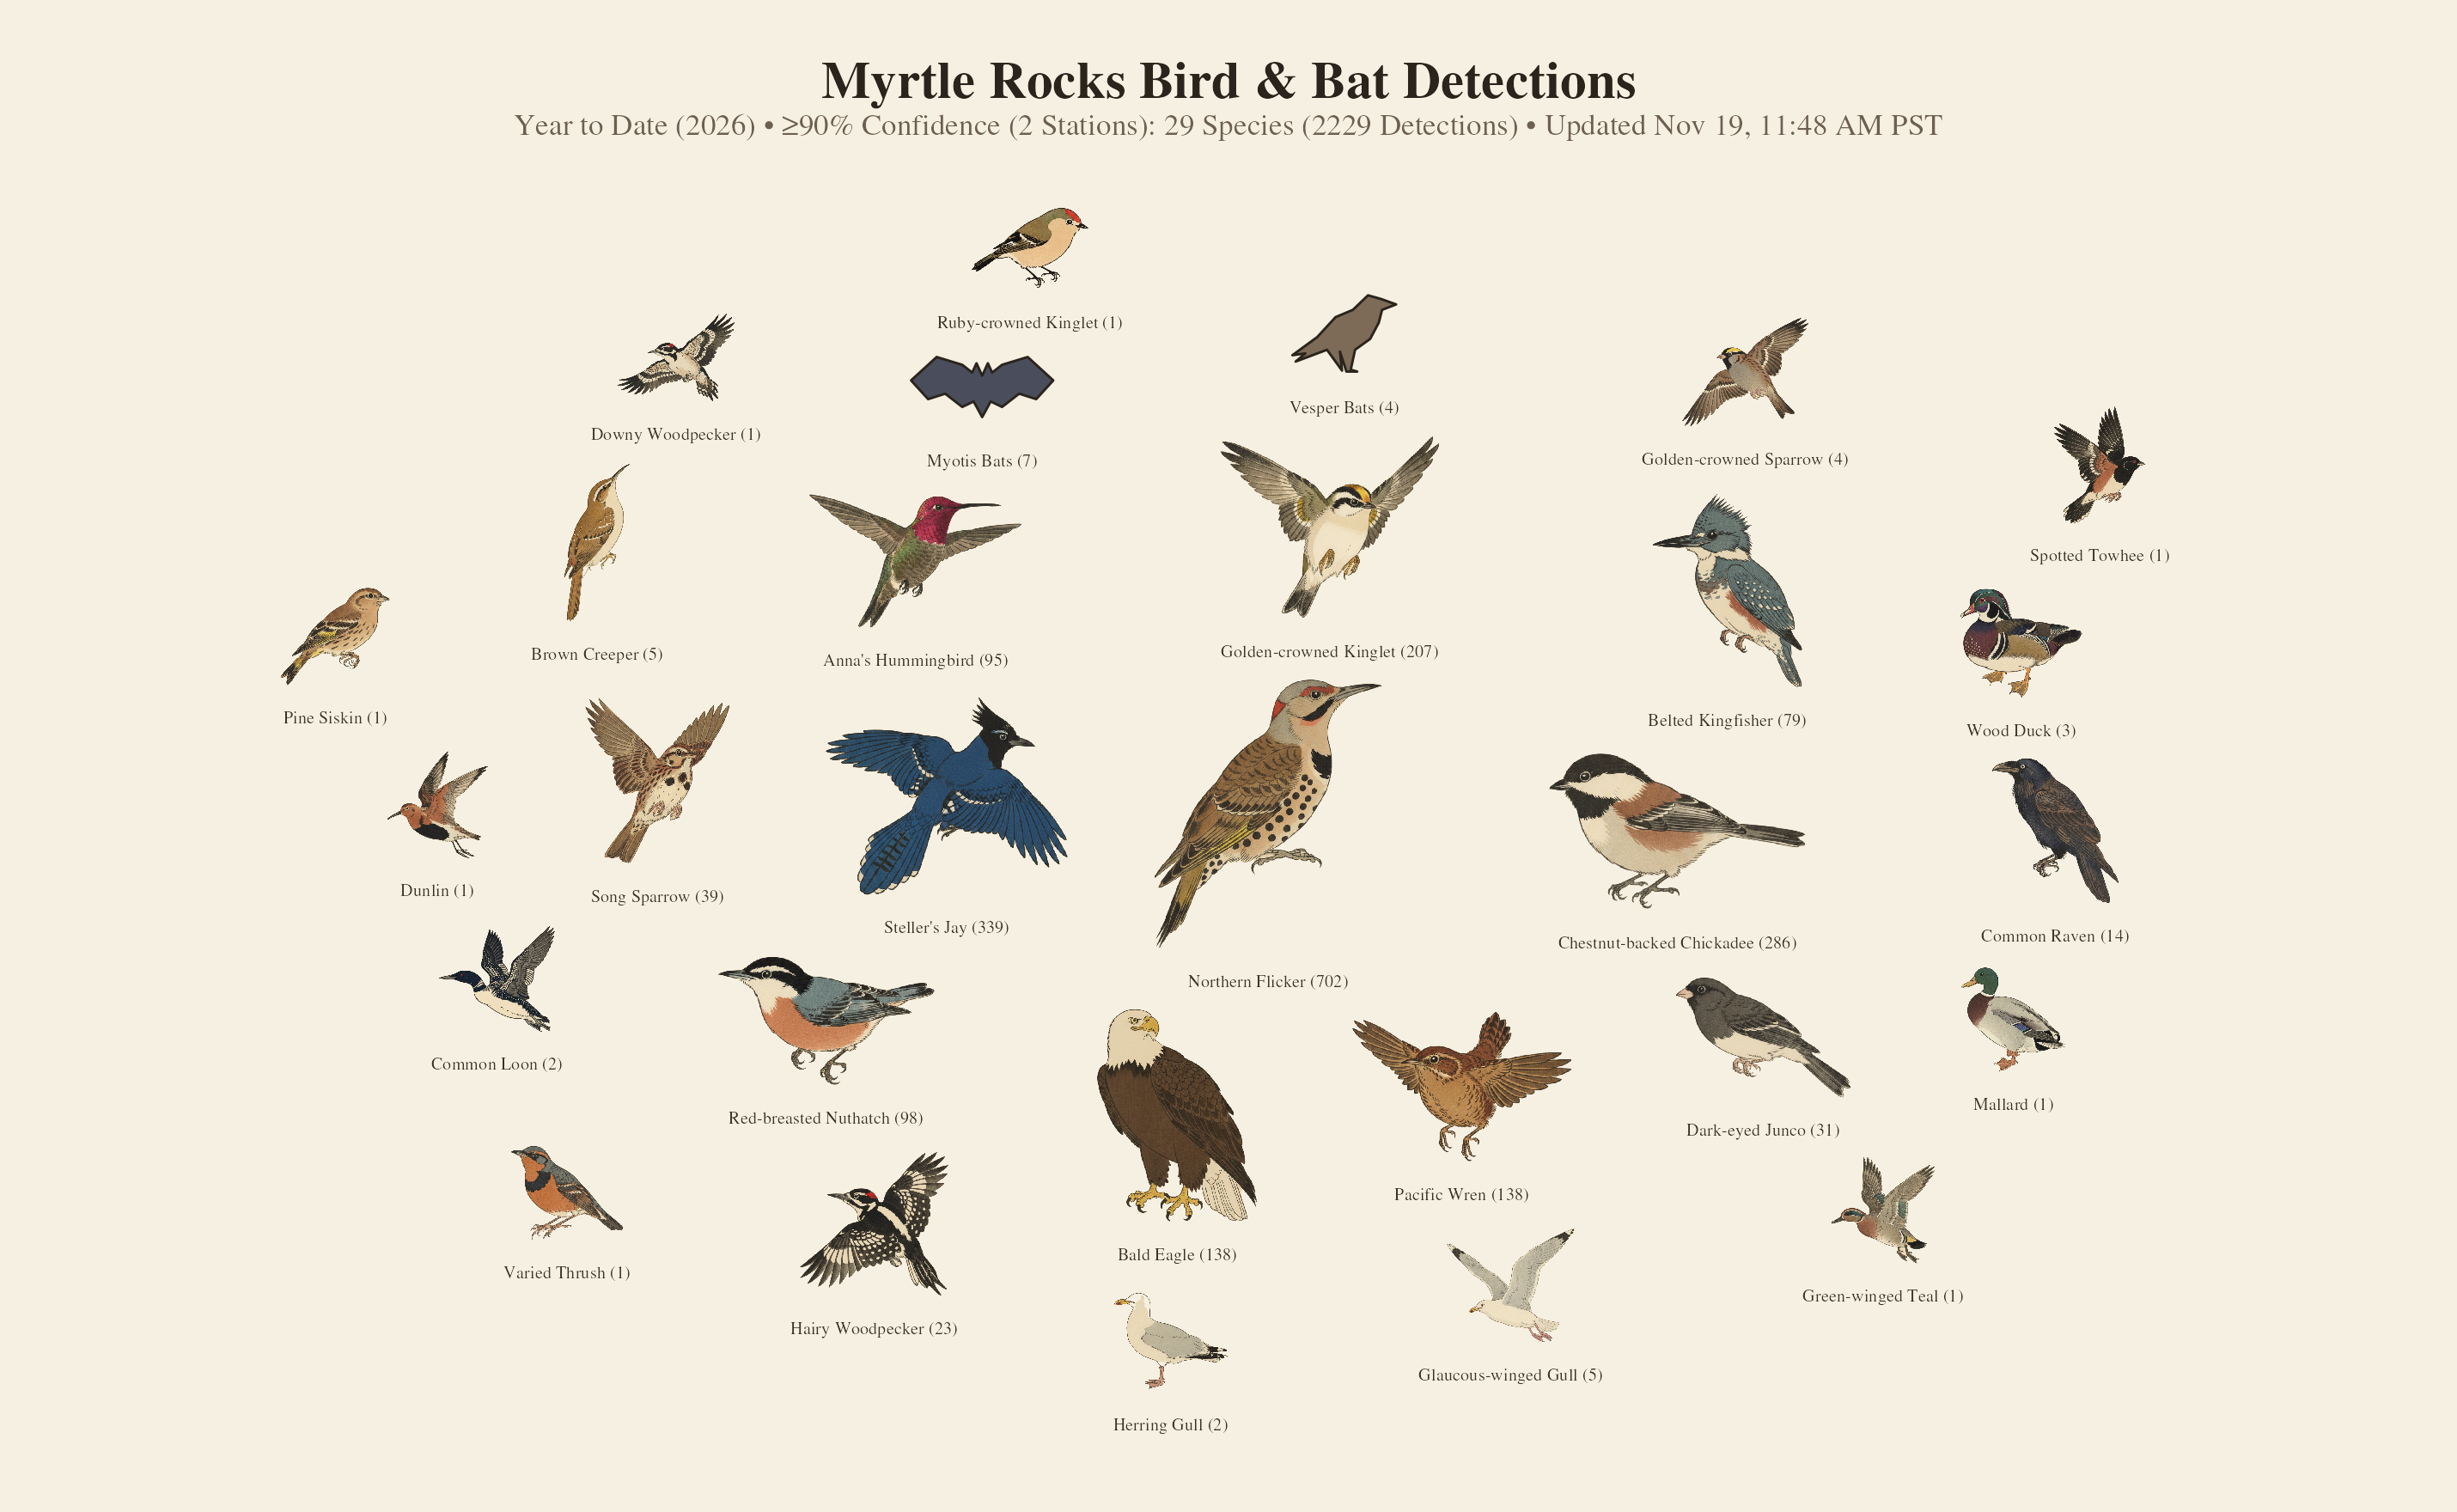 Myrtle Rocks Bird & Bat Detections
Year to Date (2026) • ≥90% Confidence (2 Stations): 29 Species (2229 Detections) • Updated Nov 19, 11:48 AM PST
Ruby-crowned Kinglet (1)
Vesper Bats (4)
Downy Woodpecker (1)
Myotis Bats (7)
Golden-crowned Sparrow (4)
Spotted Towhee (1)
Brown Creeper (5)
Anna's Hummingbird (95)
Golden-crowned Kinglet (207)
Pine Siskin (1)
Belted Kingfisher (79)
Wood Duck (3)
Dunlin (1)
Song Sparrow (39)
Steller's Jay (339)
Chestnut-backed Chickadee (286)
Common Raven (14)
Northern Flicker (702)
Common Loon (2)
Red-breasted Nuthatch (98)
Dark-eyed Junco (31)
Mallard (1)
Pacific Wren (138)
Bald Eagle (138)
Varied Thrush (1)
Hairy Woodpecker (23)
Green-winged Teal (1)
Glaucous-winged Gull (5)
Herring Gull (2)